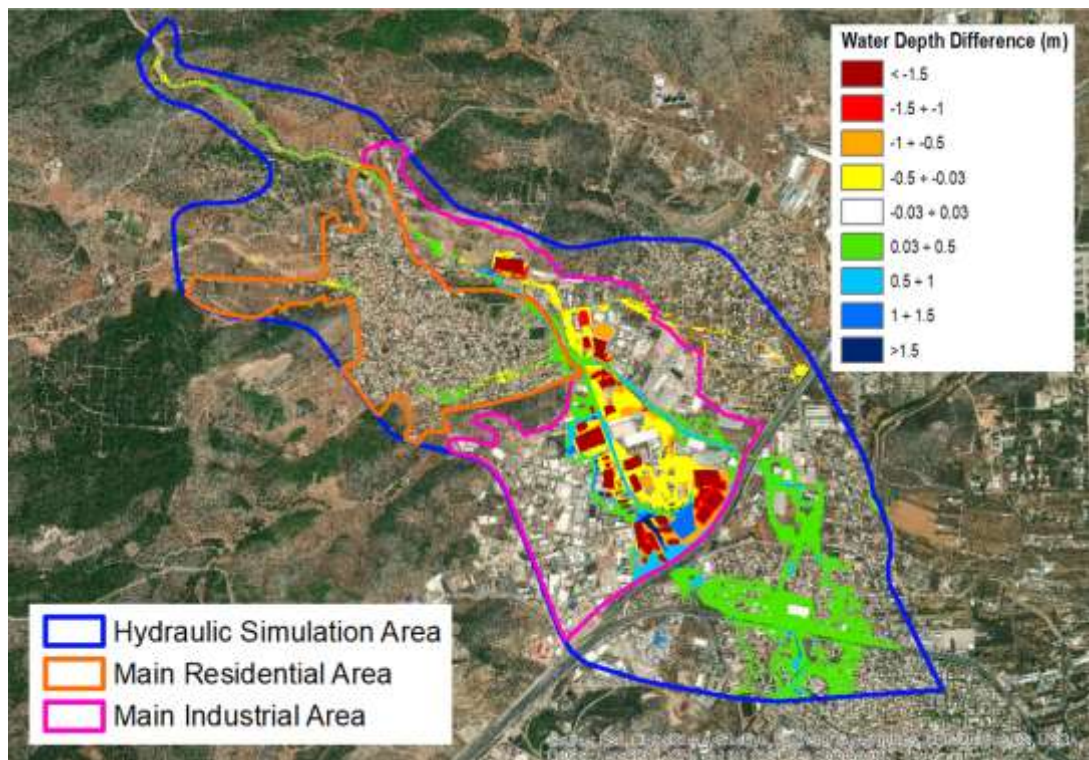 Water Depth Difference (m)
< -1.5
-1.5 ÷ -1
-1 ÷ -0.5
-0.5 ÷ -0.03
-0.03 ÷ 0.03
0.03 ÷ 0.5
0.5 ÷ 1
1 ÷ 1.5
>1.5
Hydraulic Simulation Area
Main Residential Area
Main Industrial Area